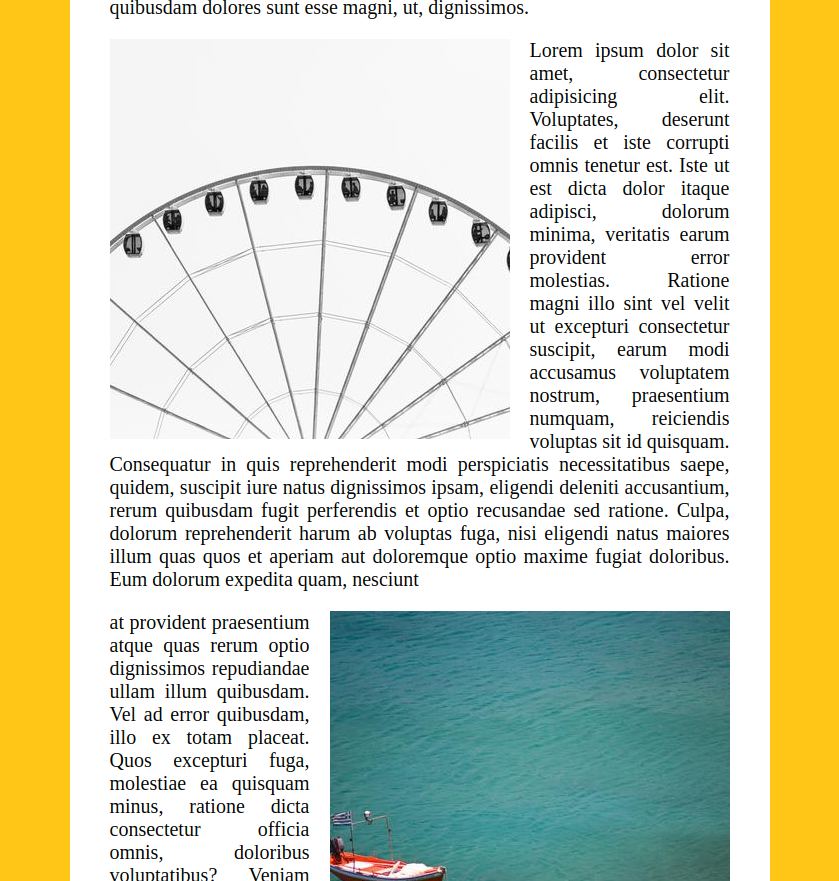 quibusdam dolores sunt esse magni, ut, dignissimos.
Lorem ipsum dolor sit
amet, consectetur
adipisicing elit.
Voluptates, deserunt
facilis et iste corrupti
omnis tenetur est. Iste ut
est dicta dolor itaque
adipisci, dolorum
minima, veritatis earum
provident error
molestias. Ratione
magni illo sint vel velit
ut excepturi consectetur
suscipit, earum modi
accusamus voluptatem
nostrum, praesentium
numquam, reiciendis
voluptas sit id quisquam.
Consequatur in quis reprehenderit modi perspiciatis necessitatibus saepe,
quidem, suscipit iure natus dignissimos ipsam, eligendi deleniti accusantium,
rerum quibusdam fugit perferendis et optio recusandae sed ratione. Culpa,
dolorum reprehenderit harum ab voluptas fuga, nisi eligendi natus maiores
illum quas quos et aperiam aut doloremque optio maxime fugiat doloribus.
Eum dolorum expedita quam, nesciunt
at provident praesentium
atque quas rerum optio
dignissimos repudiandae
ullam illum quibusdam.
Vel ad error quibusdam,
illo ex totam placeat.
Quos excepturi fuga,
molestiae ea quisquam
minus, ratione dicta
consectetur officia
omnis, doloribus
voluptatibus? Veniam